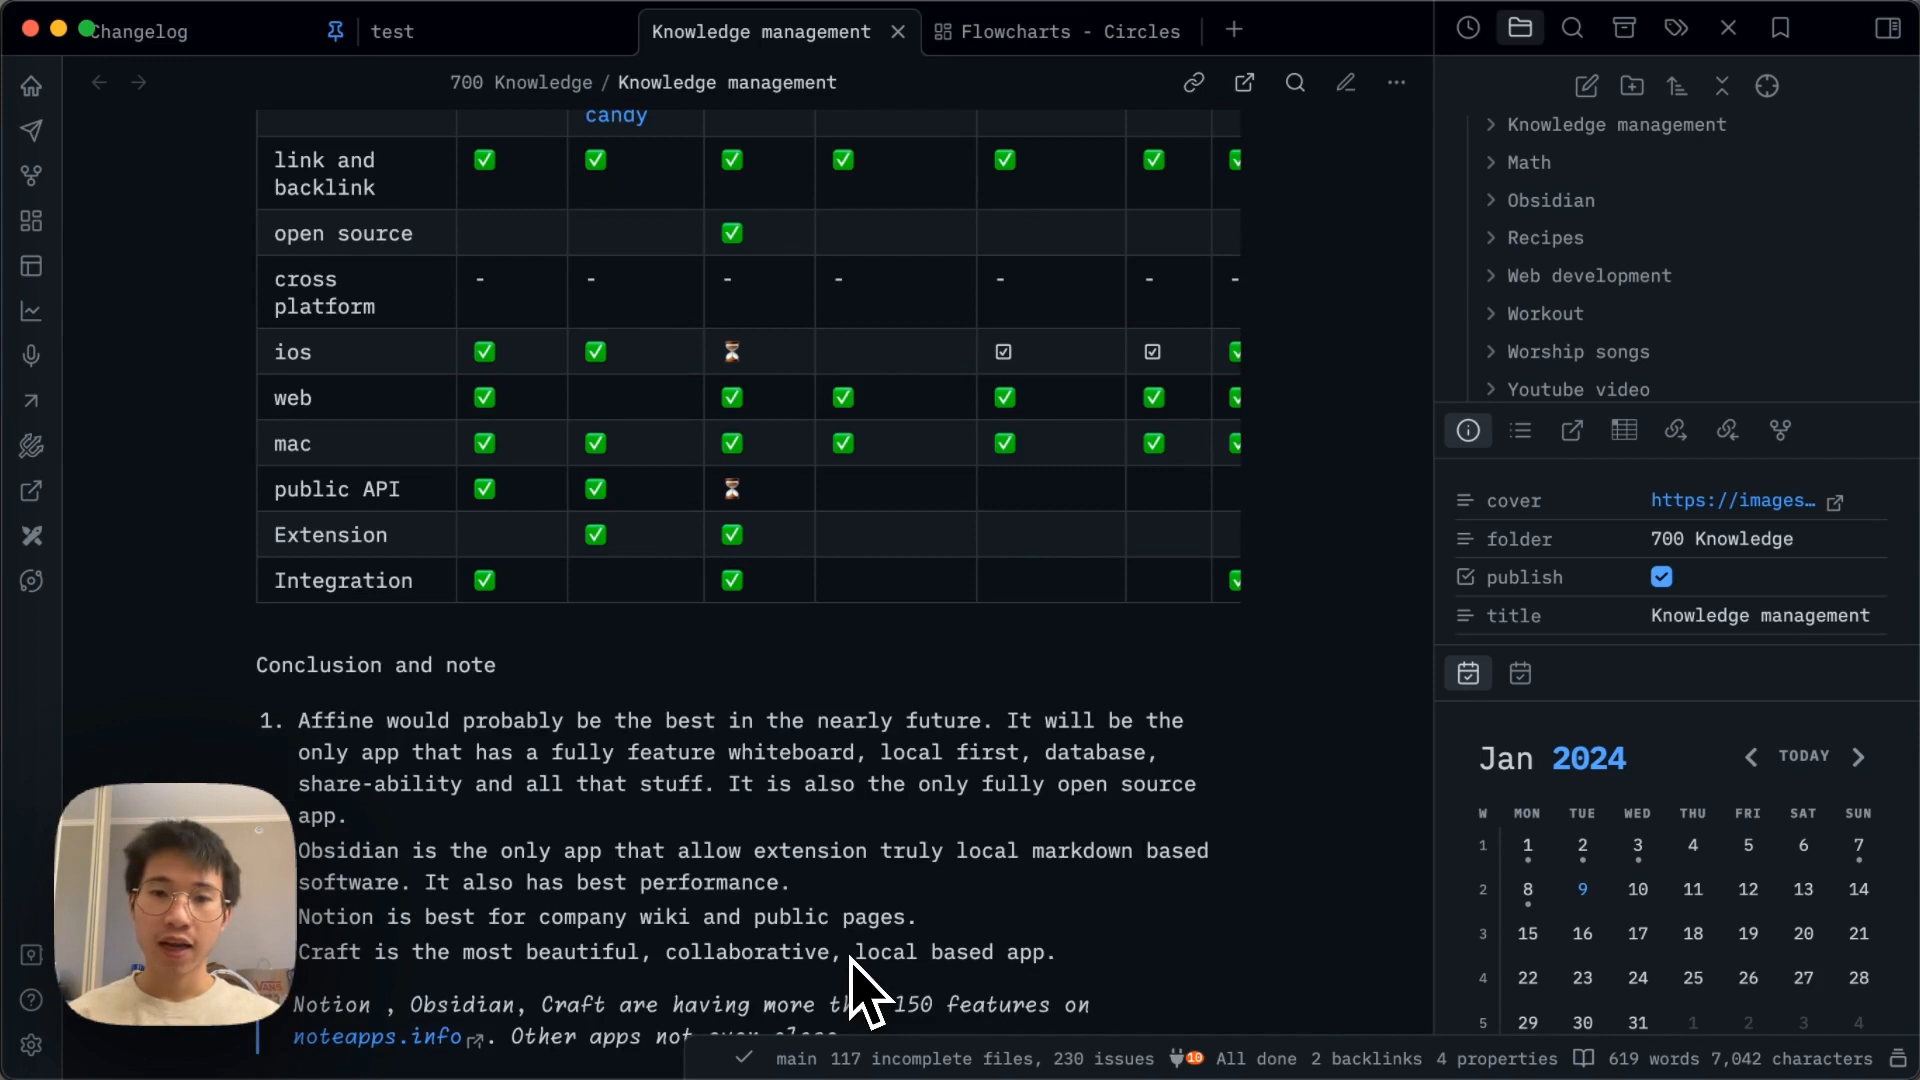 Changelog
test
Knowledge management
Flowcharts - Circles
700 Knowledge / Knowledge management
candy
link and
backlink
open source
cross
platform
- - - - - - -
ios
web
mac
public API
Extension
Integration
Conclusion and note
1. Affine would probably be the best in the nearly future. It will be the
only app that has a fully feature whiteboard, local first, database,
share-ability and all that stuff. It is also the only fully open source
app.
Obsidian is the only app that allow extension truly local markdown based
software. It also has best performance.
Notion is best for company wiki and public pages.
Craft is the most beautiful, collaborative, local based app.
Notion , Obsidian, Craft are having more 150 features on
noteapps.info. Other apps
main 117 incomplete files, 230 issues 10 All done 2 backlinks 4 properties 619 words 7,042 characters
Knowledge management
Math
Obsidian
Recipes
Web development
Workout
Worship songs
Youtube video
cover https://images…
folder 700 Knowledge
publish
title Knowledge management
Jan 2024 TODAY
W MON TUE WED THU FRI SAT SUN
1 1 2 3 4 5 6 7
2 8 9 10 11 12 13 14
3 15 16 17 18 19 20 21
4 22 23 24 25 26 27 28
5 29 30 31 1 2 3 4
VANS